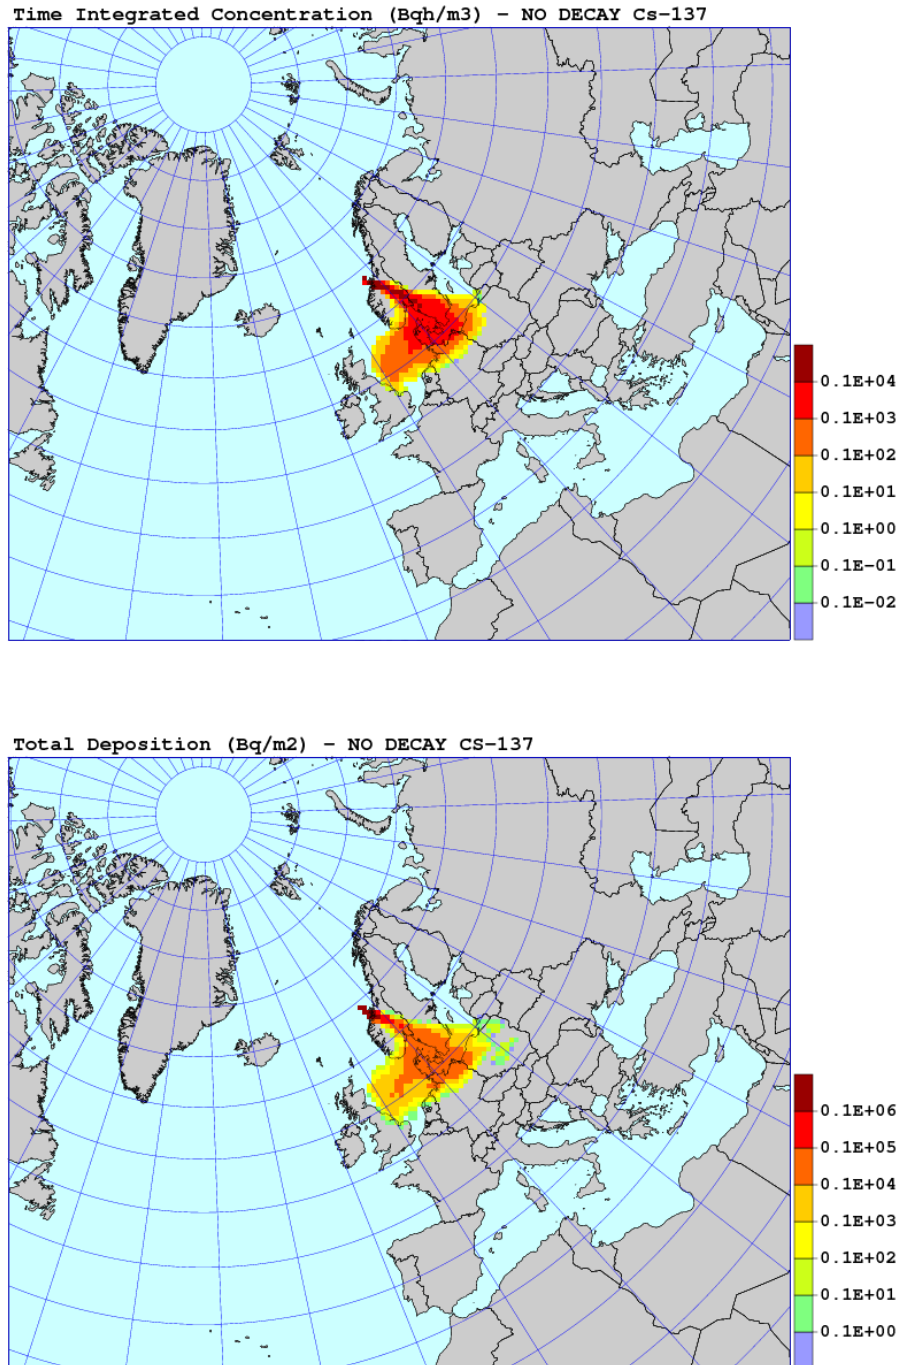 Time Integrated Concentration (Bqh/m3) - NO DECAY Cs-137
0.1E+04
0.1E+03
0.1E+02
0.1E+01
0.1E+00
0.1E-01
0.1E-02
Total Deposition (Bq/m2) - NO DECAY CS-137
0.1E+06
0.1E+05
0.1E+04
0.1E+03
0.1E+02
0.1E+01
0.1E+00